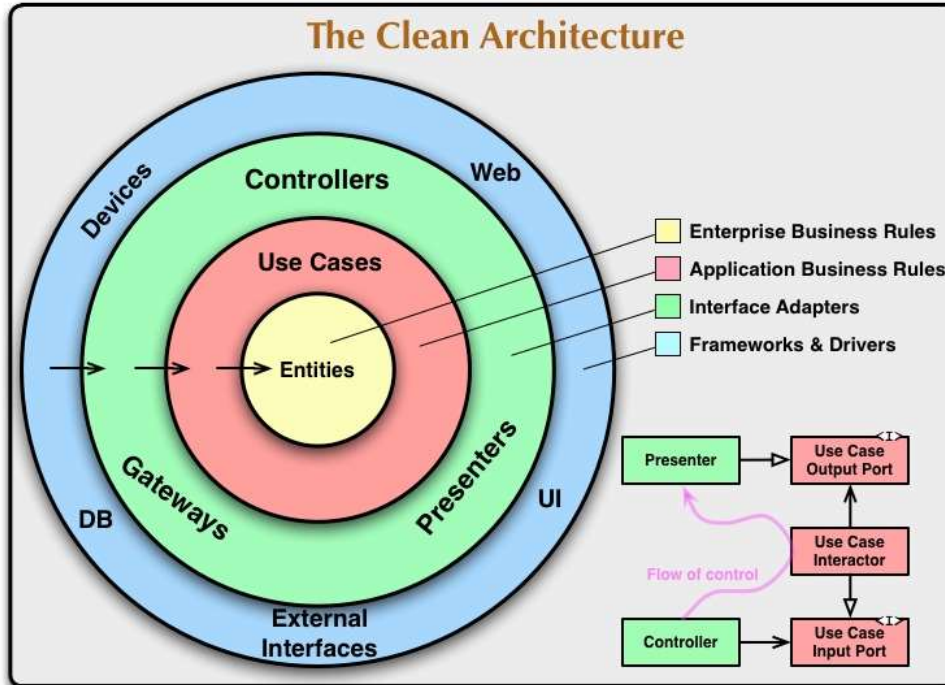 The Clean Architecture
Devices
Web
Controllers
Use Cases
Entities
Gateways
Presenters
DB
UI
External
Interfaces
Enterprise Business Rules
Application Business Rules
Interface Adapters
Frameworks & Drivers
Presenter
<I>
Use Case
Output Port
Use Case
Interactor
Flow of control
Controller
<I>
Use Case
Input Port